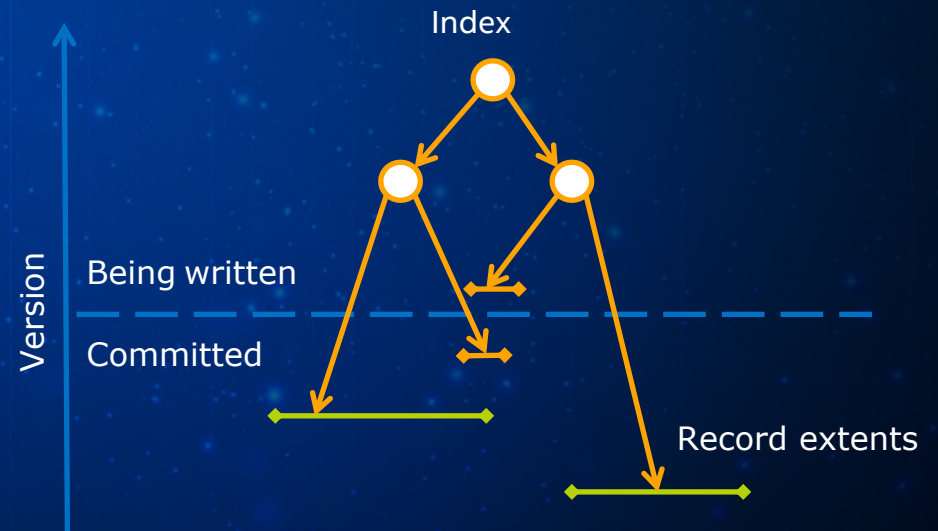 Index
Version
Being written
Committed
Record extents